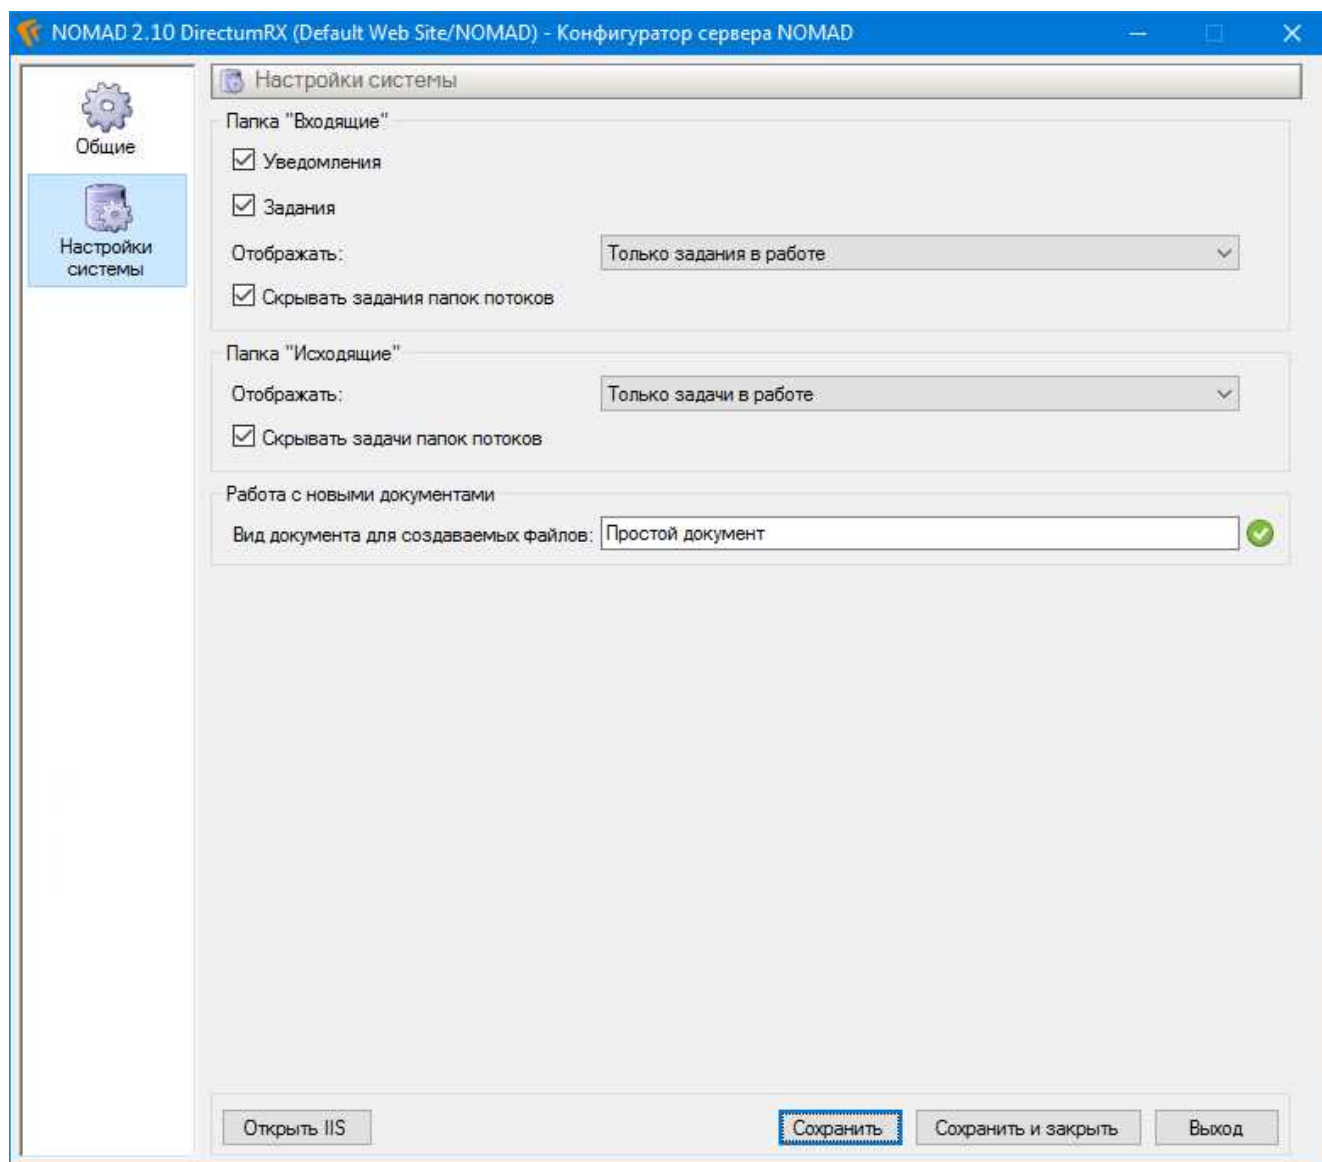 NOMAD 2.10 DirectumRX (Default Web Site/NOMAD) - Конфигуратор сервера NOMAD
Общие
Настройки
системы
Настройки системы
Папка "Входящие"
Уведомления
Задания
Отображать: Только задания в работе
Скрывать задания папок потоков
Папка "Исходящие"
Отображать: Только задачи в работе
Скрывать задачи папок потоков
Работа с новыми документами
Вид документа для создаваемых файлов: Простой документ
Открыть IIS Сохранить Сохранить и закрыть Выход